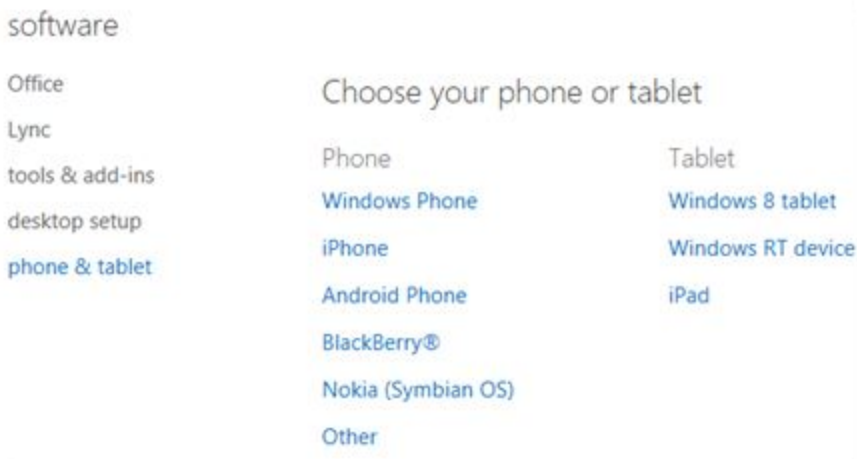 software
Office
Lync
tools & add-ins
desktop setup
phone & tablet
Choose your phone or tablet
Phone
Windows Phone
iPhone
Android Phone
BlackBerry®
Nokia (Symbian OS)
Other
Tablet
Windows 8 tablet
Windows RT device
iPad